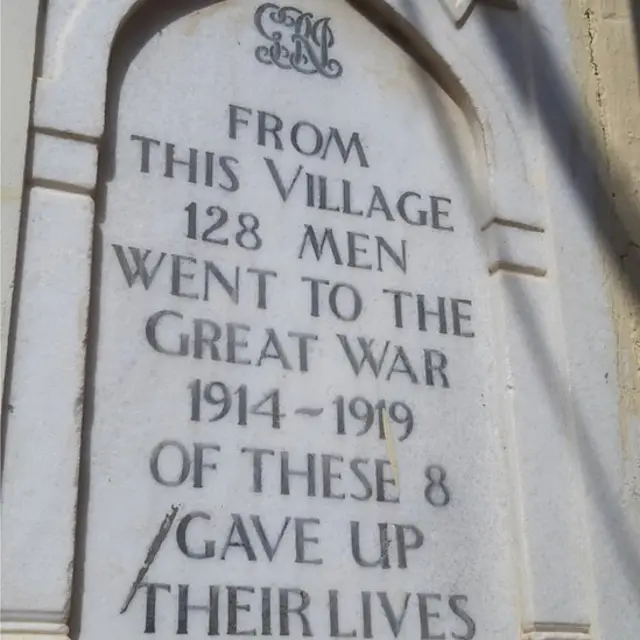 GRI
FROM
THIS VILLAGE
128 MEN
WENT TO THE
GREAT WAR
1914~1919
OF THESE 8
GAVE UP
THEIR LIVES